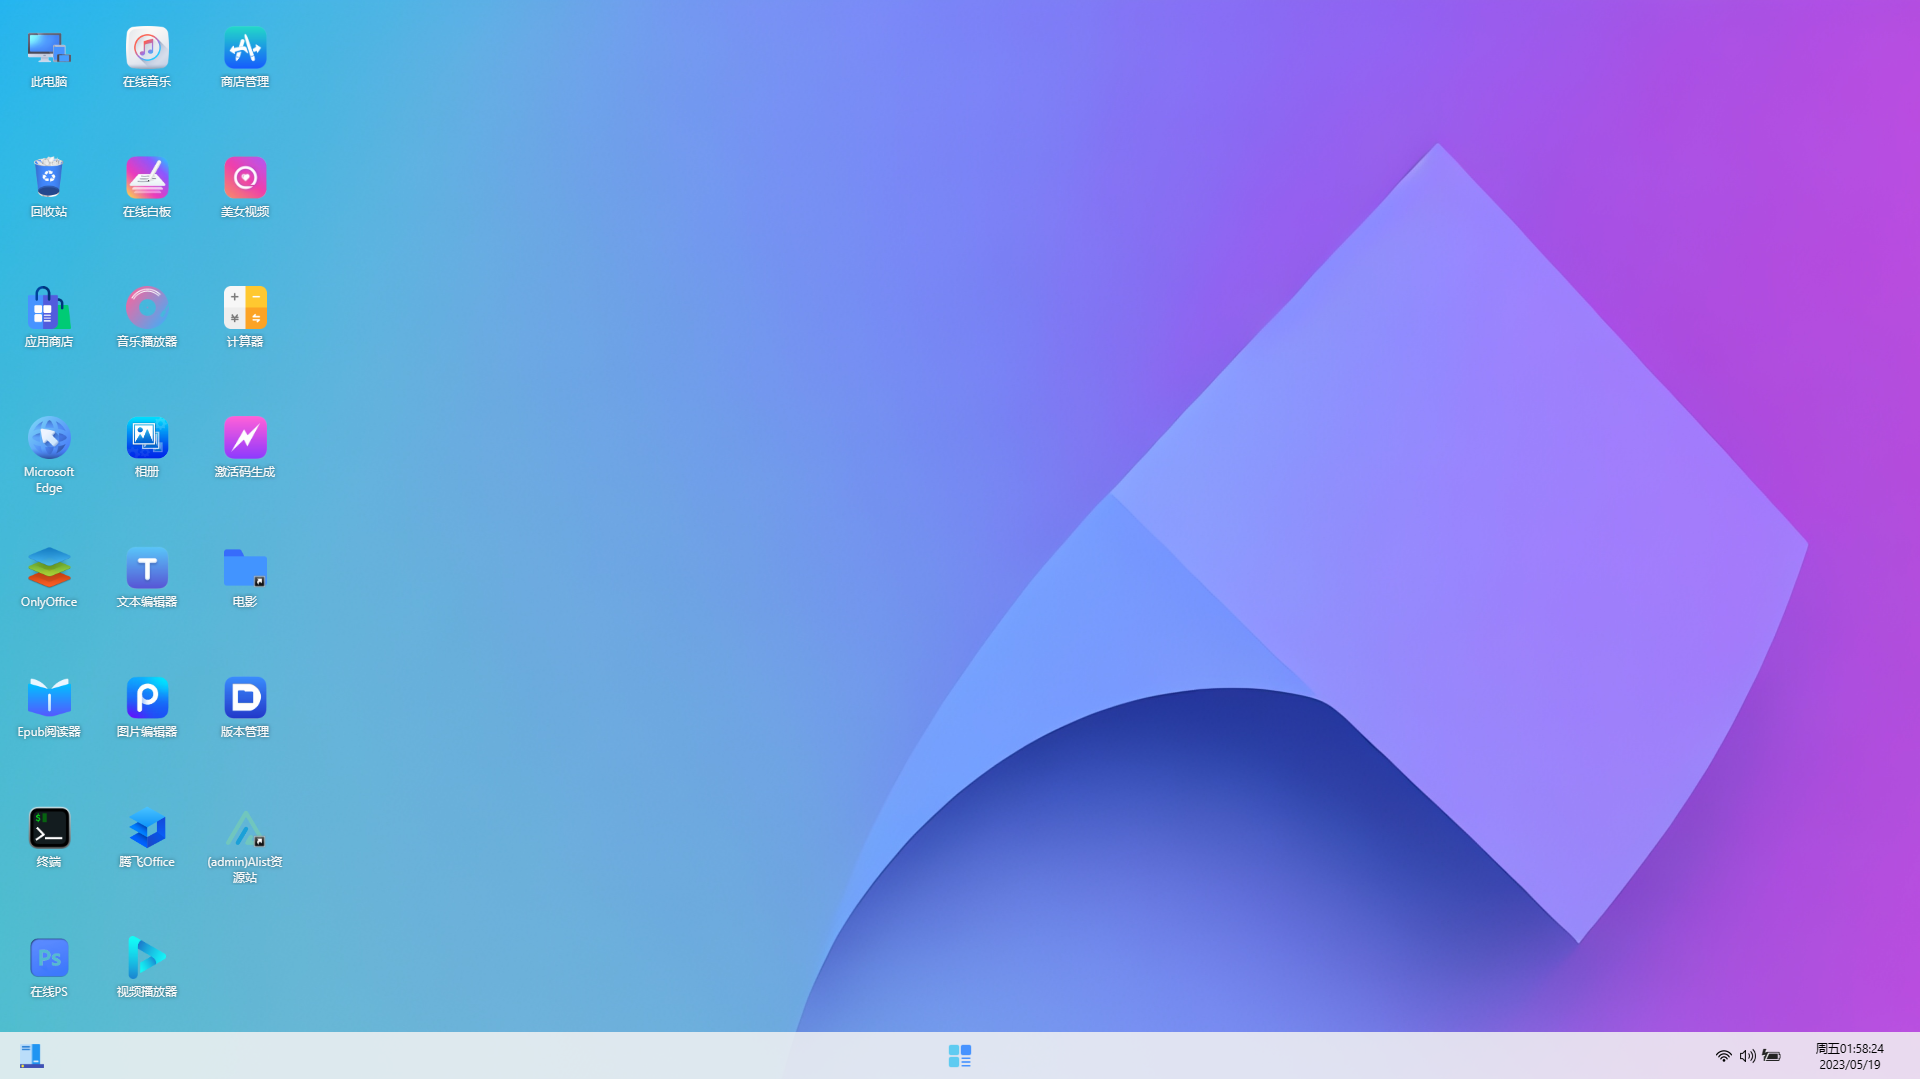 此电脑
在线音乐
商店管理
回收站
在线白板
美女视频
应用商店
音乐播放器
计算器
Microsoft
Edge
相册
激活码生成
OnlyOffice
T
文本编辑器
电影
Epub阅读器
图片编辑器
版本管理
$
>_
终端
腾飞Office
(admin)Alist资
源站
Ps
在线PS
视频播放器
周五01:58:24
2023/05/19